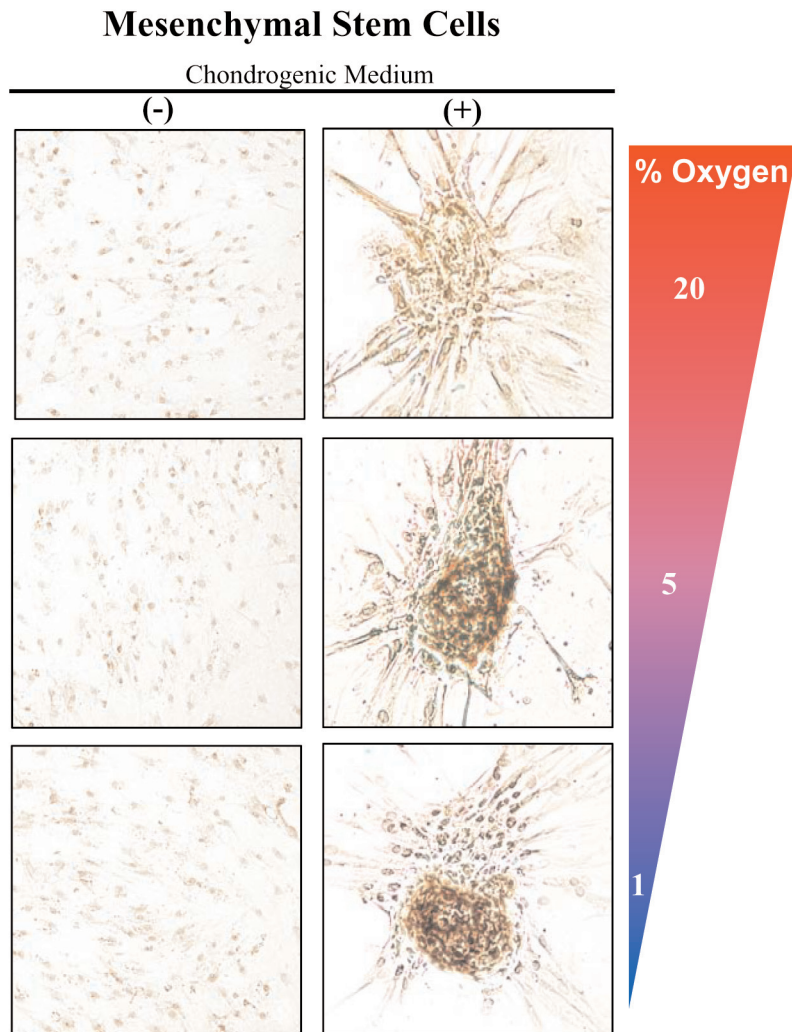 Mesenchymal Stem Cells
Chondrogenic Medium
(-) (+)
% Oxygen
20
5
1